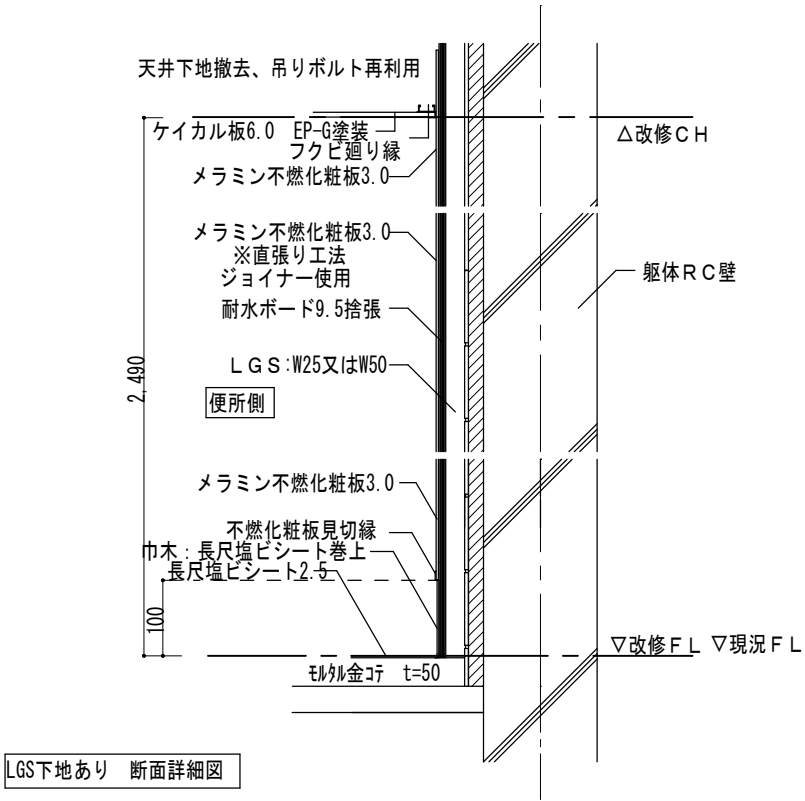 天井下地撤去、吊りボルト再利用
ケイカル板6.0 EP-G塗装
フクビ廻り縁
メラミン不燃化粧板3.0
△改修CH
メラミン不燃化粧板3.0
※直張り工法
ジョイナー使用
耐水ボード9.5捨張
躯体RC壁
LGS:W25又はW50
2,490
便所側
メラミン不燃化粧板3.0
不燃化粧板見切縁
巾木:長尺塩ビシート巻上
長尺塩ビシート2.5
100
▽改修FL ▽現況FL
モルタル金コテ t=50
LGS下地あり 断面詳細図